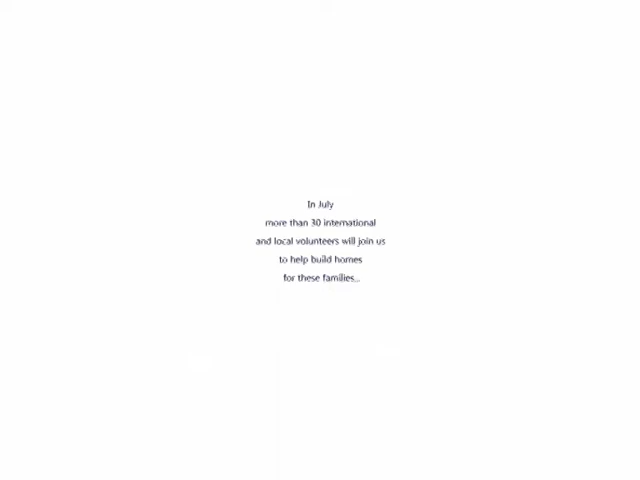 In July
more than 30 international
and local volunteers will join us
to help build homes
for these families...